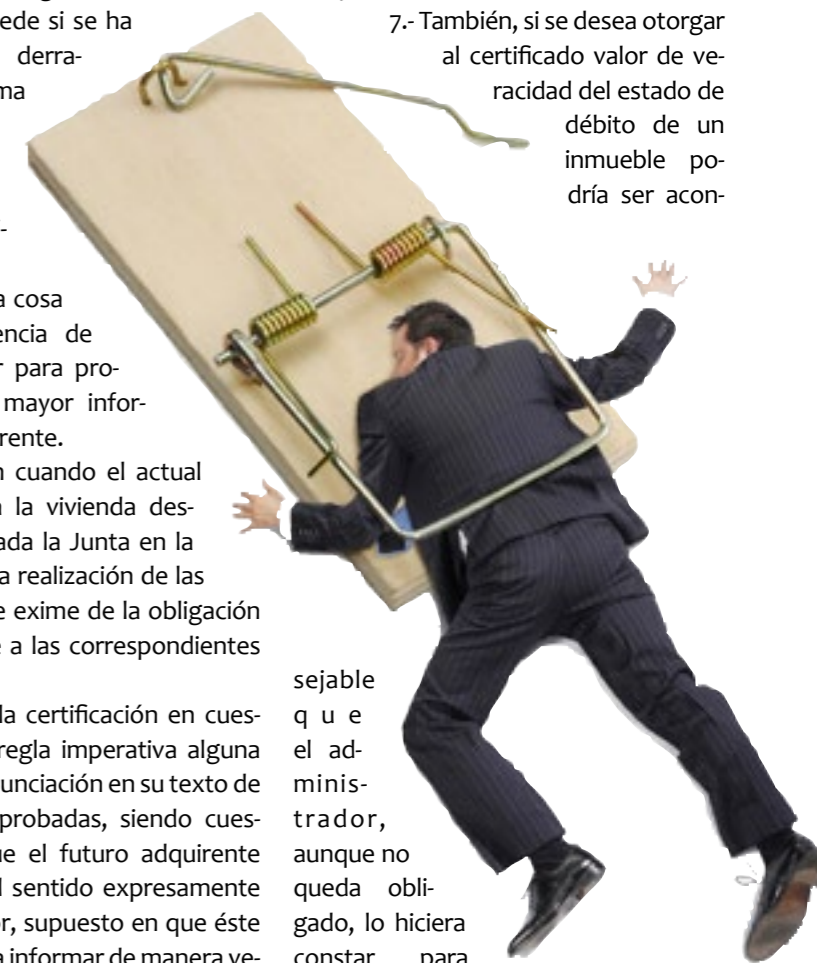 ede si se ha
derra-
ma
a cosa
encia de
r para pro-
mayor infor-
rente.
n cuando el actual
a la vivienda des-
ada la Junta en la
a realización de las
e exime de la obligación
e a las correspondientes
la certificación en cues-
regla imperativa alguna
unciación en su texto de
probadas, siendo cues-
ue el futuro adquirente
l sentido expresamente
or, supuesto en que éste
a informar de manera ve-
7.- También, si se desea otorgar
al certificado valor de ve-
racidad del estado de
débito de un
inmueble po-
dría ser acon-
sejable
que
el ad-
minis-
trador,
aunque no
queda obli-
gado, lo hiciera
constar para